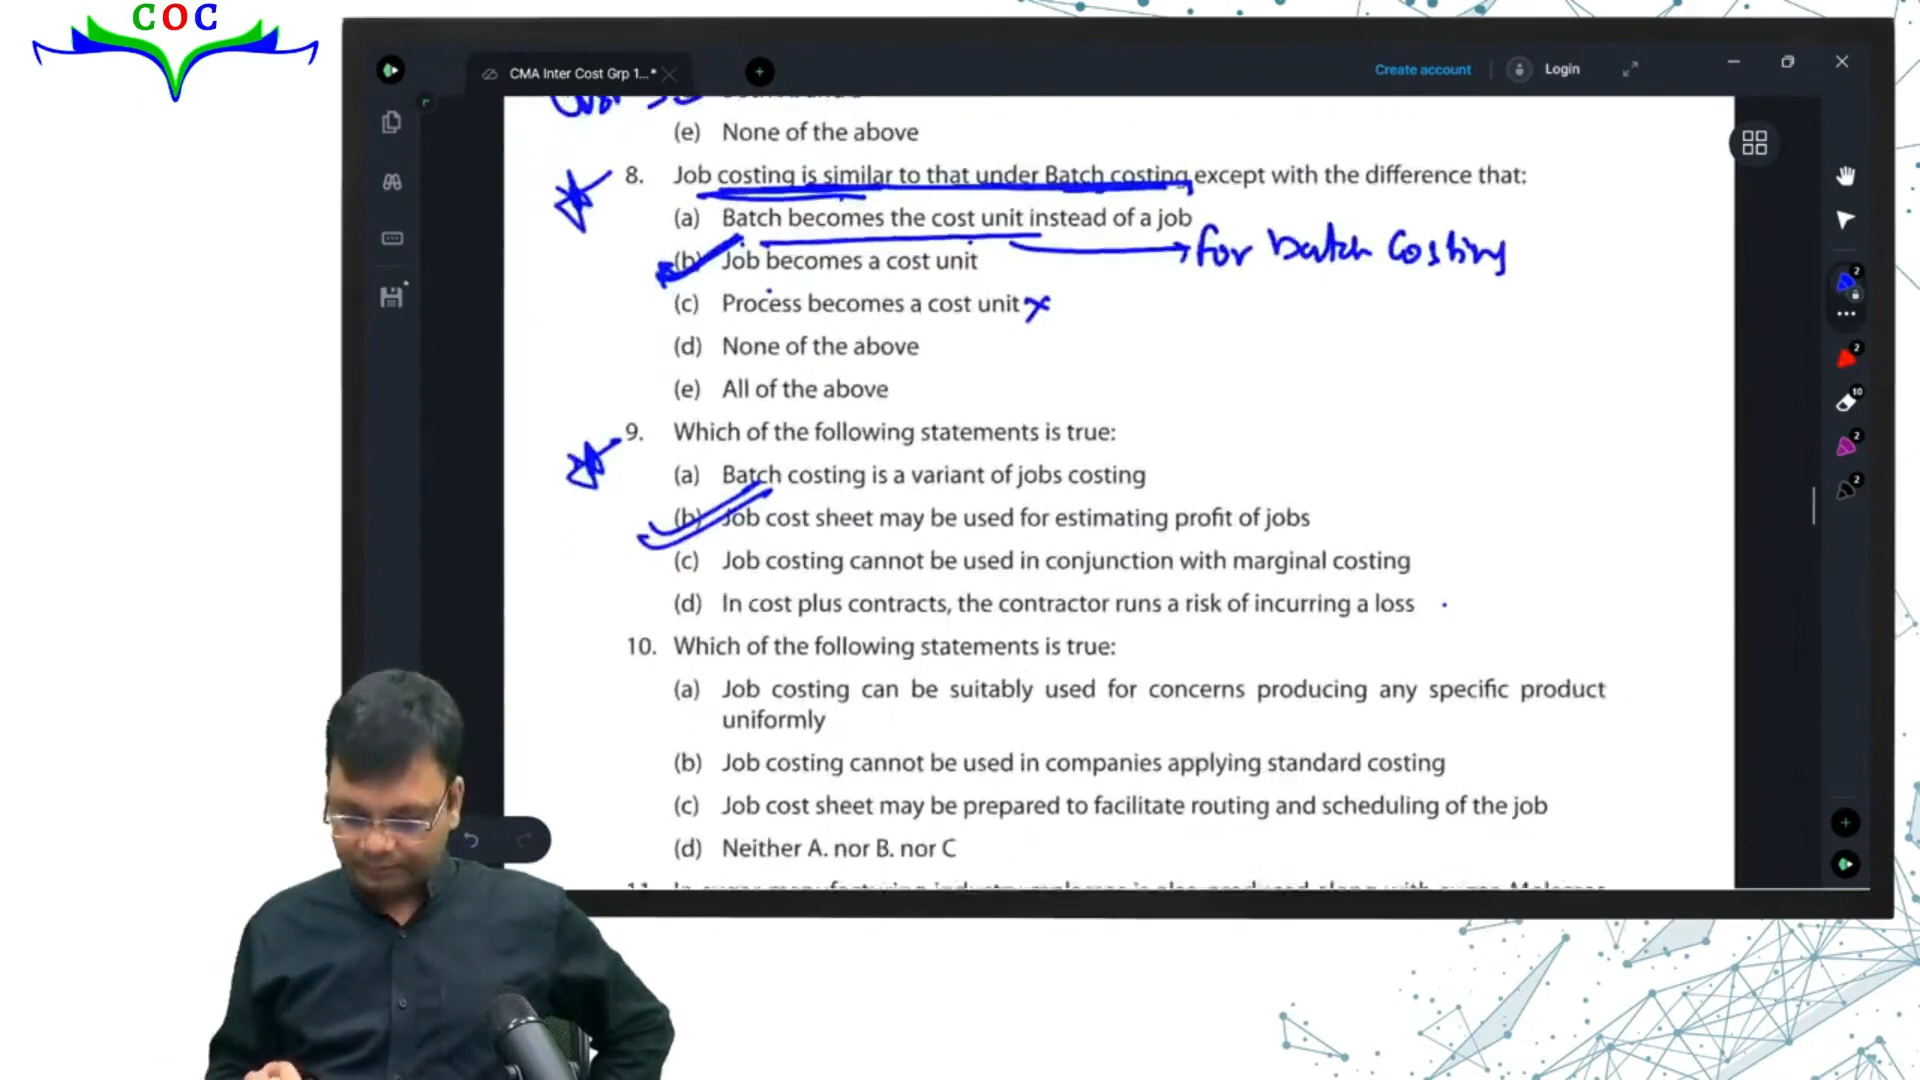 COC
CMA Inter Cost Grp 1...*
Create account
Login
(e) None of the above
8. Job costing is similar to that under Batch costing except with the difference that:
(a) Batch becomes the cost unit instead of a job
for batch costing
(b) Job becomes a cost unit
(c) Process becomes a cost unit x
(d) None of the above
(e) All of the above
9. Which of the following statements is true:
(a) Batch costing is a variant of jobs costing
(b) Job cost sheet may be used for estimating profit of jobs
(c) Job costing cannot be used in conjunction with marginal costing
(d) In cost plus contracts, the contractor runs a risk of incurring a loss
10. Which of the following statements is true:
(a) Job costing can be suitably used for concerns producing any specific product
uniformly
(b) Job costing cannot be used in companies applying standard costing
(c) Job cost sheet may be prepared to facilitate routing and scheduling of the job
(d) Neither A. nor B. nor C
2
2
10
2
2